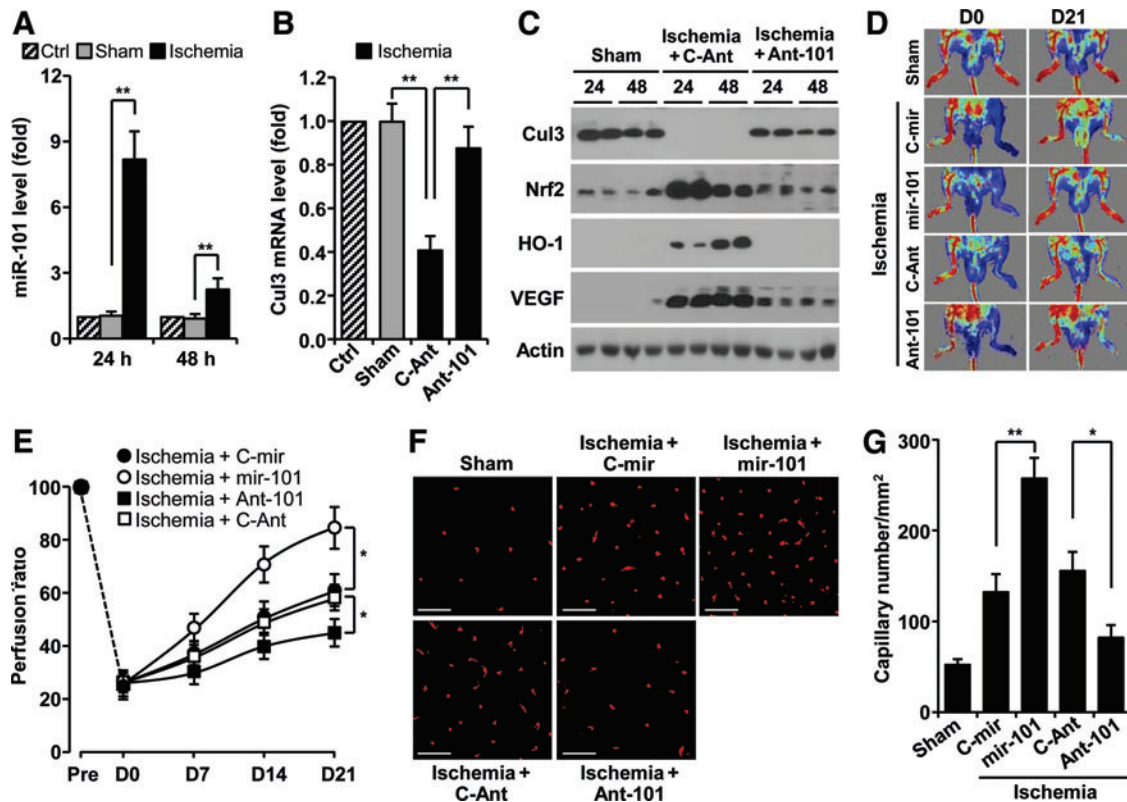 A
Ctrl Sham Ischemia
miR-101 level (fold)
12
9
6
3
0
**
**
24 h 48 h
B
Ischemia
Cul3 mRNA level (fold)
1.2
1.0
0.8
0.6
0.4
0.2
0.0
** **
Ctrl Sham C-Ant Ant-101
C
Sham
Ischemia + C-Ant
Ischemia + Ant-101
24 48 24 48 24 48
Cul3
Nrf2
HO-1
VEGF
Actin
D
D0 D21
Sham
C-mir
mir-101
C-Ant
Ant-101
Ischemia
E
Ischemia + C-mir
Ischemia + mir-101
Ischemia + Ant-101
Ischemia + C-Ant
Perfusion ratio
100
80
60
40
20
0
*
*
Pre D0 D7 D14 D21
F
Sham
Ischemia + C-mir
Ischemia + mir-101
Ischemia + C-Ant
Ischemia + Ant-101
G
Capillary number/mm²
300
200
100
50
0
** *
Sham C-mir mir-101 C-Ant Ant-101
Ischemia